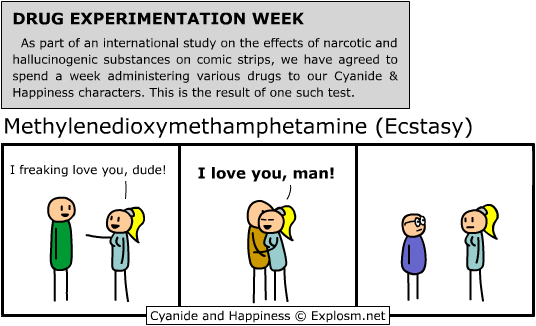 DRUG EXPERIMENTATION WEEK
As part of an international study on the effects of narcotic and
hallucinogenic substances on comic strips, we have agreed to
spend a week administering various drugs to our Cyanide &
Happiness characters. This is the result of one such test.
Methylenedioxymethamphetamine (Ecstasy)
I freaking love you, dude!
I love you, man!
Cyanide and Happiness © Explosm.net